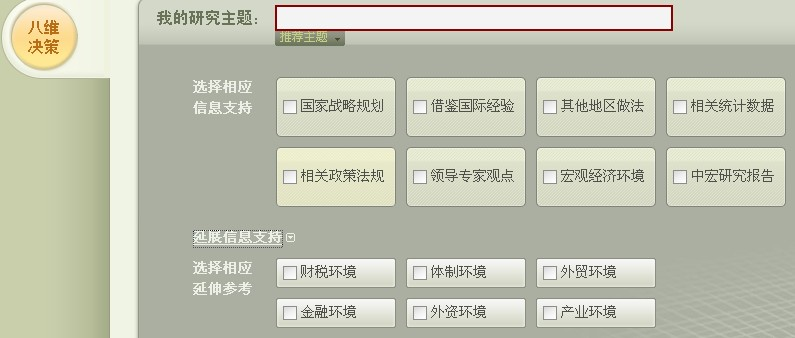 八维
决策
我的研究主题：
推荐主题
选择相应
信息支持
国家战略规划
借鉴国际经验
其他地区做法
相关统计数据
相关政策法规
领导专家观点
宏观经济环境
中宏研究报告
延展信息支持
选择相应
延伸参考
财税环境
体制环境
外贸环境
金融环境
外资环境
产业环境